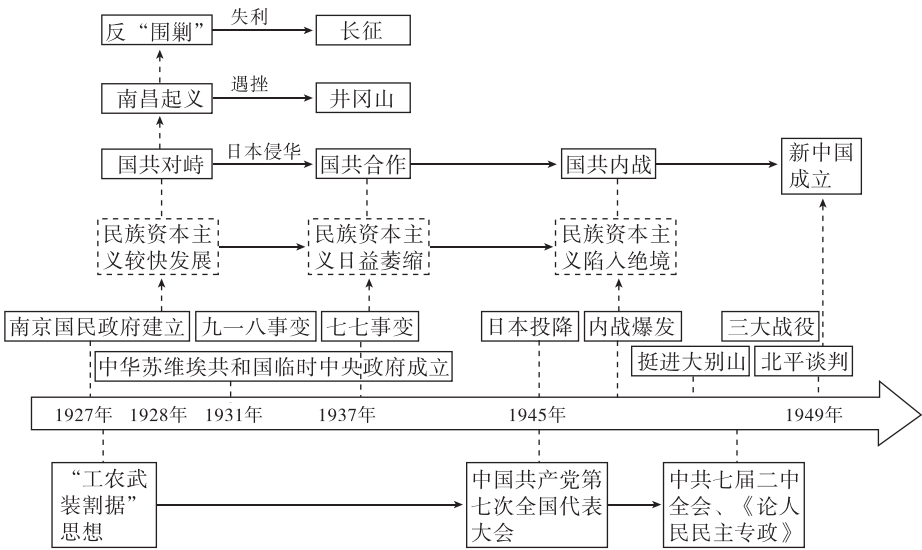 失利
反“围剿”
长征
遇挫
南昌起义
井冈山
日本侵华
国共对峙
国共合作
国共内战
新中国
成立
民族资本主
义较快发展
民族资本主
义日益萎缩
民族资本主
义陷入绝境
南京国民政府建立
九一八事变
七七事变
日本投降
内战爆发
三大战役
中华苏维埃共和国临时中央政府成立
挺进大别山
北平谈判
1927年
1928年
1931年
1937年
1945年
1949年
“工农武
装割据”
思想
中国共产党第
七次全国代表
大会
中共七届二中
全会、《论人
民民主专政》